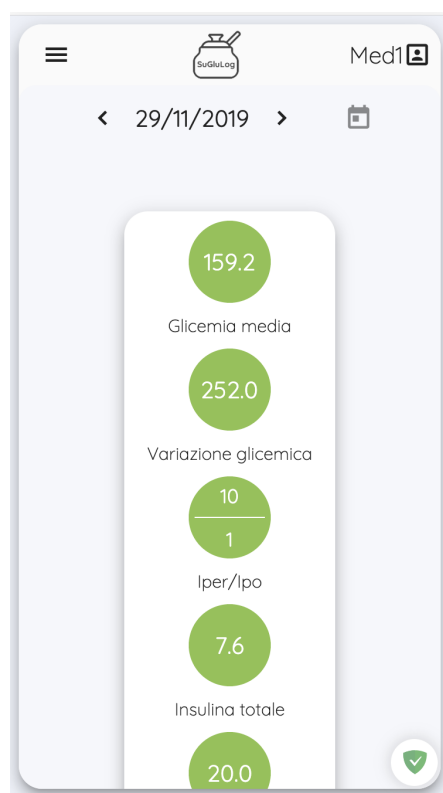 SuGluLog
Med1
29/11/2019
159.2
Glicemia media
252.0
Variazione glicemica
10
1
Iper/Ipo
7.6
Insulina totale
20.0